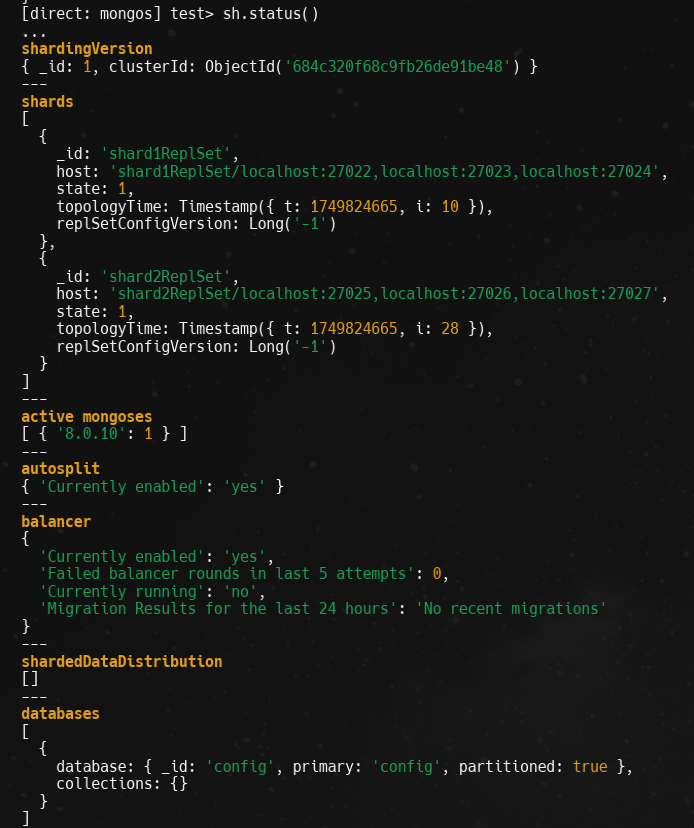 [direct: mongos] test> sh.status()
...
shardingVersion
{ _id: 1, clusterId: ObjectId('684c320f68c9fb26de91be48') }
---
shards
[
  {
    _id: 'shard1ReplSet',
    host: 'shard1ReplSet/localhost:27022,localhost:27023,localhost:27024',
    state: 1,
    topologyTime: Timestamp({ t: 1749824665, i: 10 }),
    replSetConfigVersion: Long('-1')
  },
  {
    _id: 'shard2ReplSet',
    host: 'shard2ReplSet/localhost:27025,localhost:27026,localhost:27027',
    state: 1,
    topologyTime: Timestamp({ t: 1749824665, i: 28 }),
    replSetConfigVersion: Long('-1')
  }
]
---
active mongoses
[ { '8.0.10': 1 } ]
---
autosplit
{ 'Currently enabled': 'yes' }
---
balancer
{
  'Currently enabled': 'yes',
  'Failed balancer rounds in last 5 attempts': 0,
  'Currently running': 'no',
  'Migration Results for the last 24 hours': 'No recent migrations'
}
---
shardedDataDistribution
[]
---
databases
[
  {
    database: { _id: 'config', primary: 'config', partitioned: true },
    collections: {}
  }
]